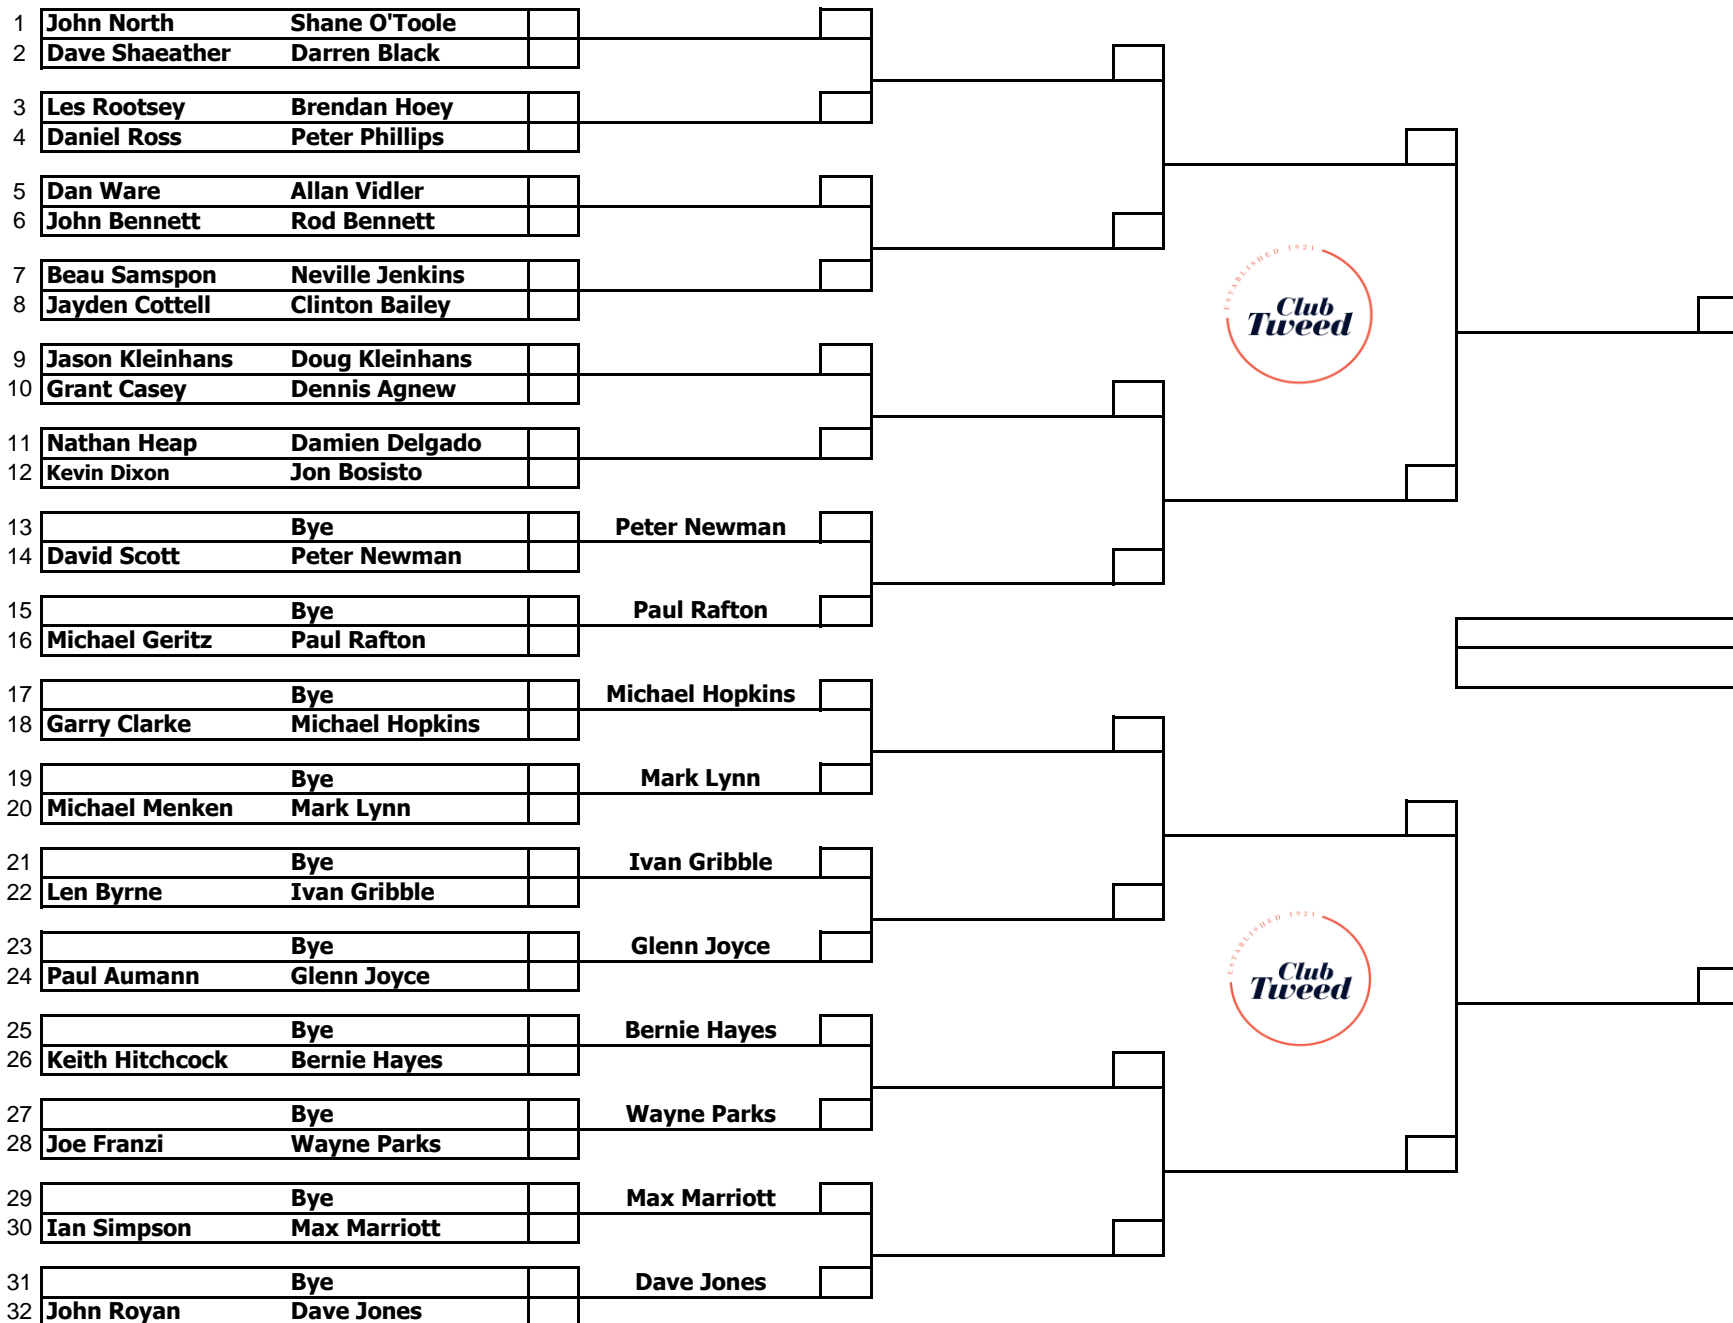 1 John North Shane O'Toole
2 Dave Shaeather Darren Black
3 Les Rootsey Brendan Hoey
4 Daniel Ross Peter Phillips
5 Dan Ware Allan Vidler
6 John Bennett Rod Bennett
ESTABLISHED 1921
7 Beau Samspon Neville Jenkins
8 Jayden Cottell Clinton Bailey
Club
Tweed
9 Jason Kleinhans Doug Kleinhans
10 Grant Casey Dennis Agnew
11 Nathan Heap Damien Delgado
12 Kevin Dixon Jon Bosisto
13 Bye Peter Newman
14 David Scott Peter Newman
15 Bye Paul Rafton
16 Michael Geritz Paul Rafton
17 Bye Michael Hopkins
18 Garry Clarke Michael Hopkins
19 Bye Mark Lynn
20 Michael Menken Mark Lynn
21 Bye Ivan Gribble
22 Len Byrne Ivan Gribble
ESTABLISHED 1921
23 Bye Glenn Joyce
24 Paul Aumann Glenn Joyce
Club
Tweed
25 Bye Bernie Hayes
26 Keith Hitchcock Bernie Hayes
27 Bye Wayne Parks
28 Joe Franzi Wayne Parks
29 Bye Max Marriott
30 Ian Simpson Max Marriott
31 Bye Dave Jones
32 John Royan Dave Jones